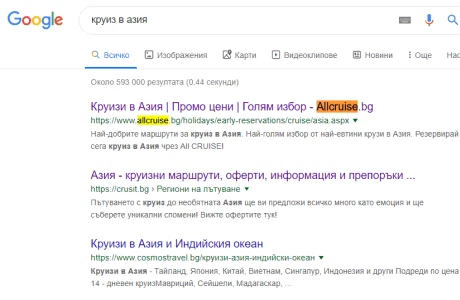 Google
круиз в азия
Всичко Изображения Карти Видеоклипове Новини Още Нас
Около 593 000 резултата (0,44 секунди)
Круизи в Азия | Промо цени | Голям избор - Allcruise.bg
https://www.allcruise.bg/holidays/early-reservations/cruise/asia.aspx
Най-добрите маршрути за круиз в Азия. Най-голям избор от най-евтини крузи в Азия. Резервирай
сега круиз в Азия чрез All CRUISE!
Азия - круизни маршрути, оферти, информация и препоръки ...
https://crusit.bg › Региони на пътуване
Пътуването с круиз до необятната Азия ще ви предложи всичко много като емоция и ще
съберете уникални спомени! Вижте офертите тук!
Круизи в Азия и Индийския океан
https://www.cosmostravel.bg/круизи-азия-индийски-океан
Круизи в Азия - Тайланд, Япония, Китай, Виетнам, Сингапур, Индонезия и други Подреди по цена
14 - дневен круизМавриций, Сейшели, Мадагаскар, ...